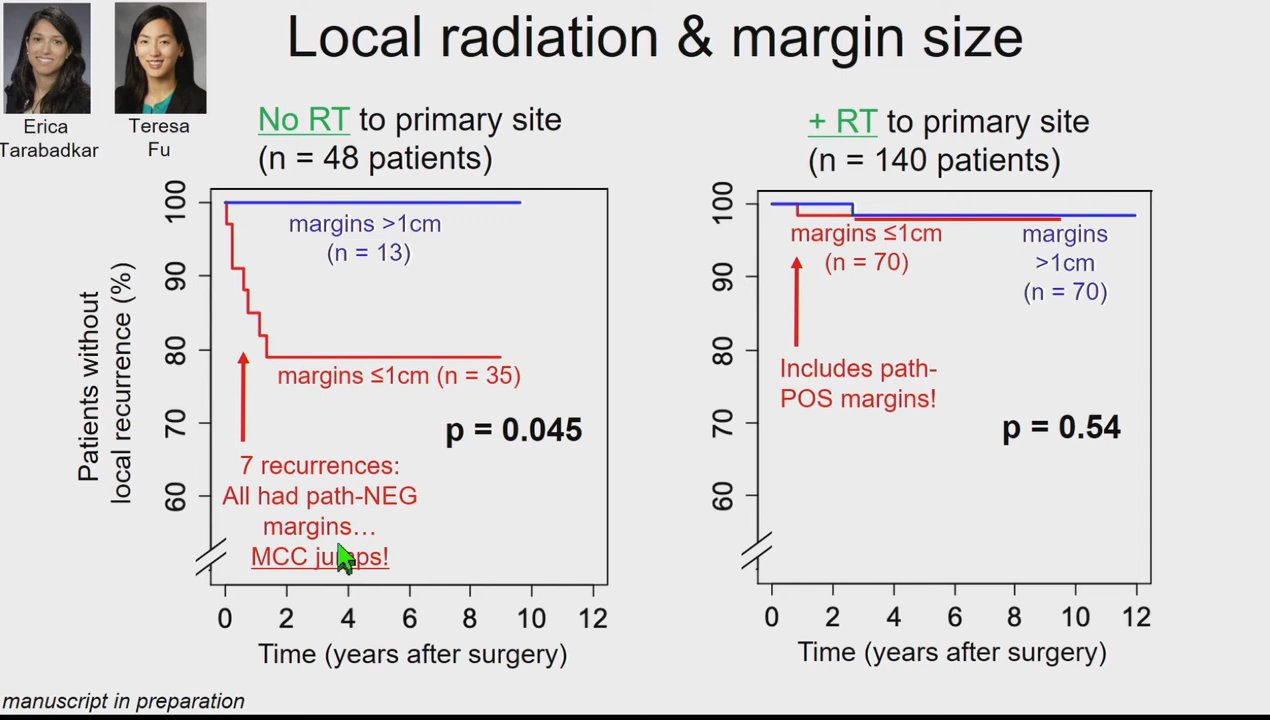 Local radiation & margin size
Erica
Tarabadkar
Teresa
Fu
No RT to primary site
(n = 48 patients)
100
90
80
70
60
Patients without
local recurrence (%)
margins >1cm
(n = 13)
margins ≤1cm (n = 35)
p = 0.045
7 recurrences:
All had path-NEG
margins…
MCC jumps!
0 2 4 6 8 10 12
Time (years after surgery)
+ RT to primary site
(n = 140 patients)
100
90
80
70
60
margins ≤1cm
(n = 70)
margins
>1cm
(n = 70)
Includes path-
POS margins!
p = 0.54
0 2 4 6 8 10 12
Time (years after surgery)
manuscript in preparation